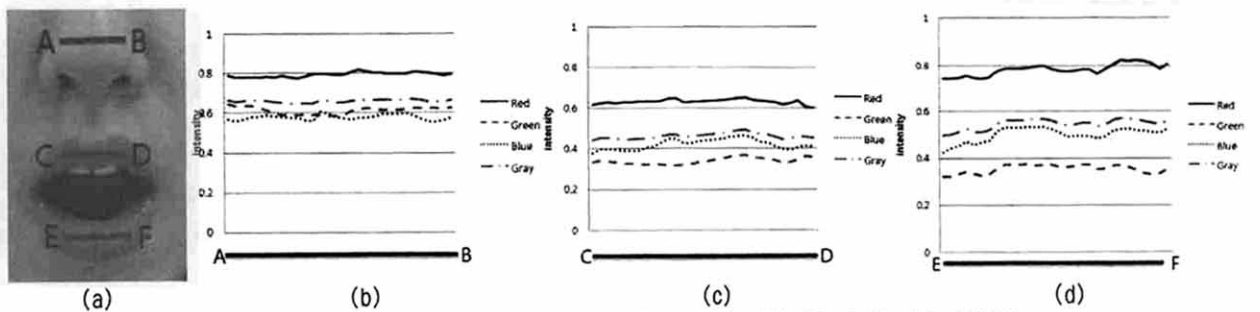 A B
C D
E F
(a)
1
0.8
0.6
0.4
0.2
0
intensity
Red
Green
Blue
Gray
A B
(b)
1
0.8
0.6
0.4
0.2
0
intensity
Red
Green
Blue
Gray
C D
(c)
1
0.8
0.6
0.4
0.2
0
intensity
Red
Green
Blue
Gray
E F
(d)